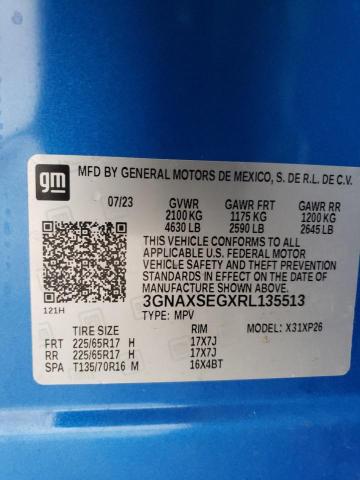 gm
MFD BY GENERAL MOTORS DE MEXICO, S. DE R.L. DE C.V.
07/23 GVWR GAWR FRT GAWR RR
2100 KG 1175 KG 1200 KG
4630 LB 2590 LB 2645 LB
THIS VEHICLE CONFORMS TO ALL
APPLICABLE U.S. FEDERAL MOTOR
VEHICLE SAFETY AND THEFT PREVENTION
STANDARDS IN EFFECT ON THE DATE OF
MANUFACTURE SHOWN ABOVE.
3GNAXSEGXRL135513
121H TYPE: MPV MODEL: X31XP26
TIRE SIZE RIM
FRT 225/65R17 H 17X7J
RR 225/65R17 H 17X7J
SPA T135/70R16 M 16X4BT